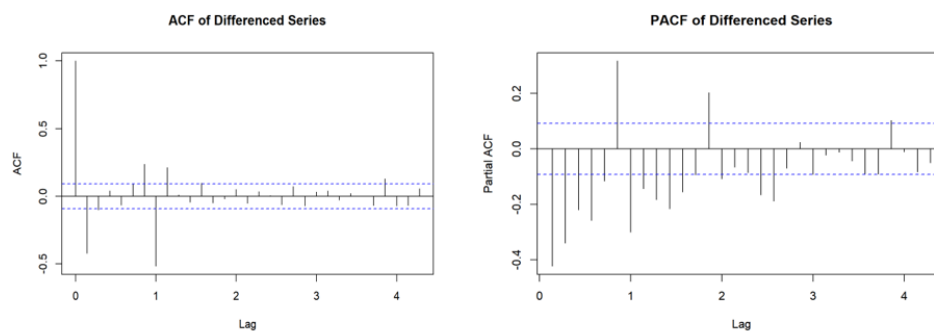 ACF of Differenced Series
ACF
1.0
0.5
0.0
-0.5
0 1 2 3 4
Lag
PACF of Differenced Series
Partial ACF
0.2
0.0
-0.2
-0.4
0 1 2 3 4
Lag